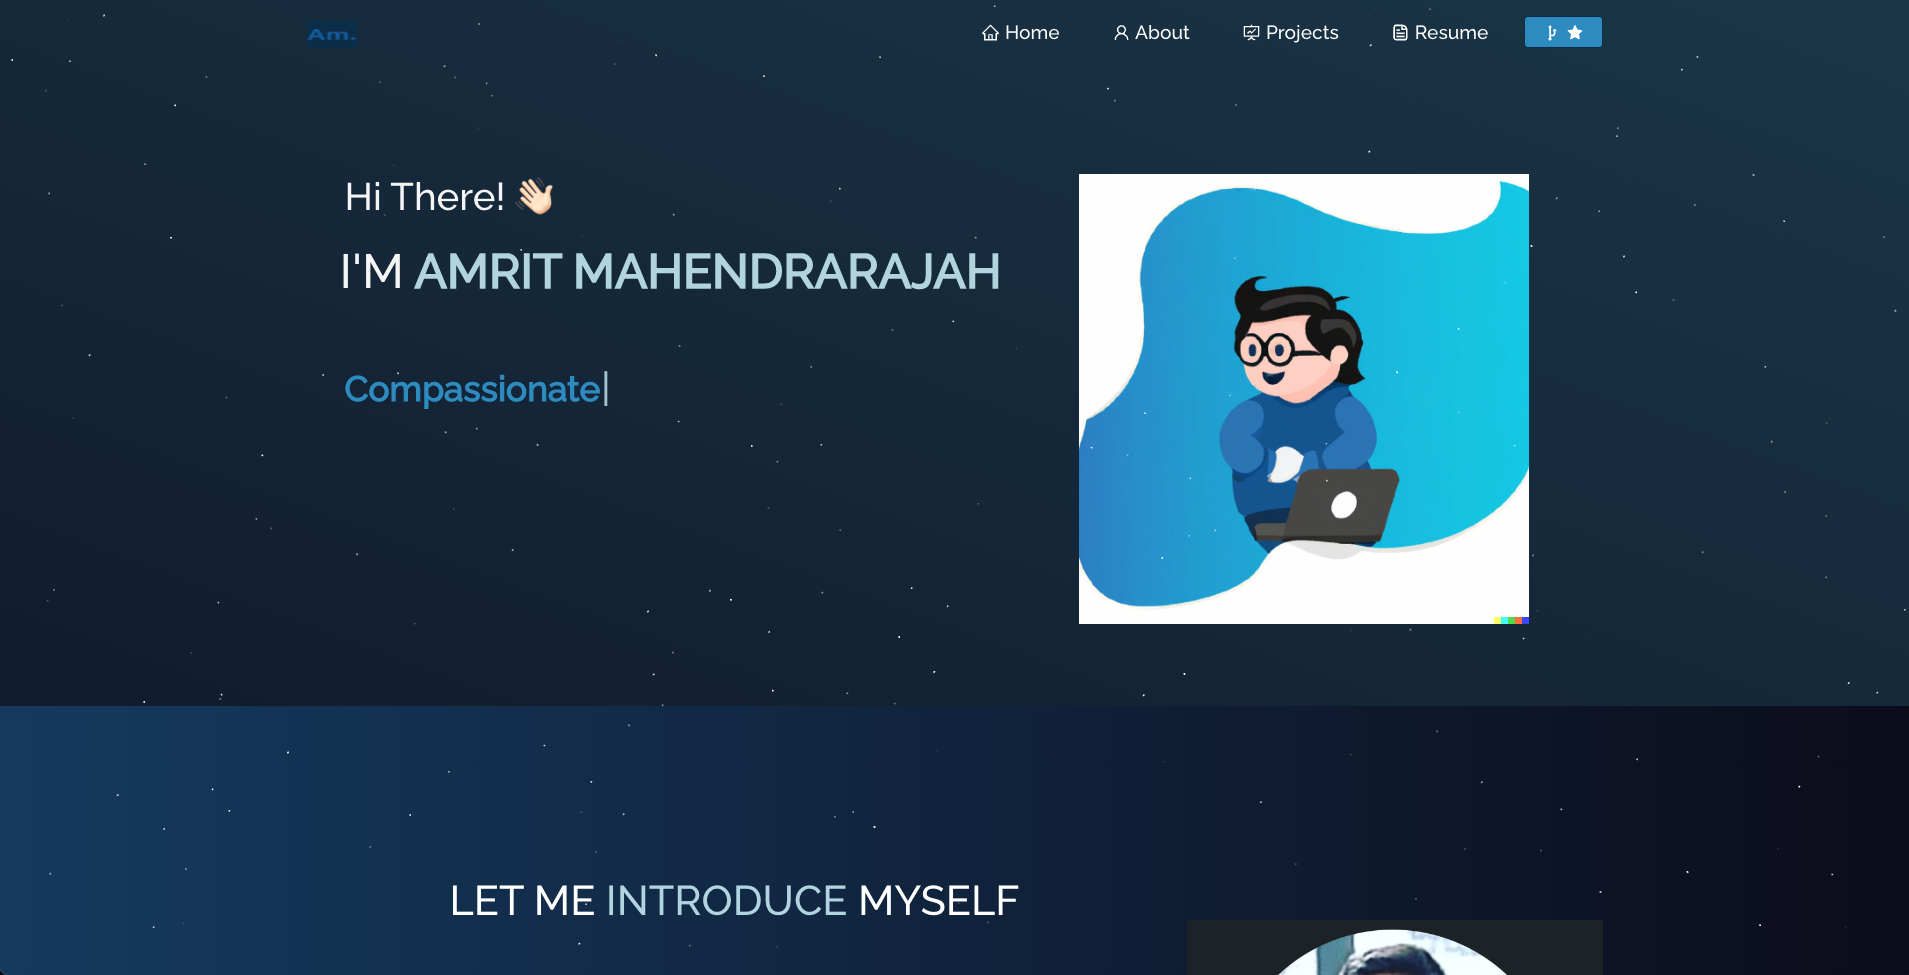 Am.
Home
About
Projects
Resume
Hi There! 👋🏻
I'M AMRIT MAHENDRARAJAH
Compassionate|
LET ME INTRODUCE MYSELF